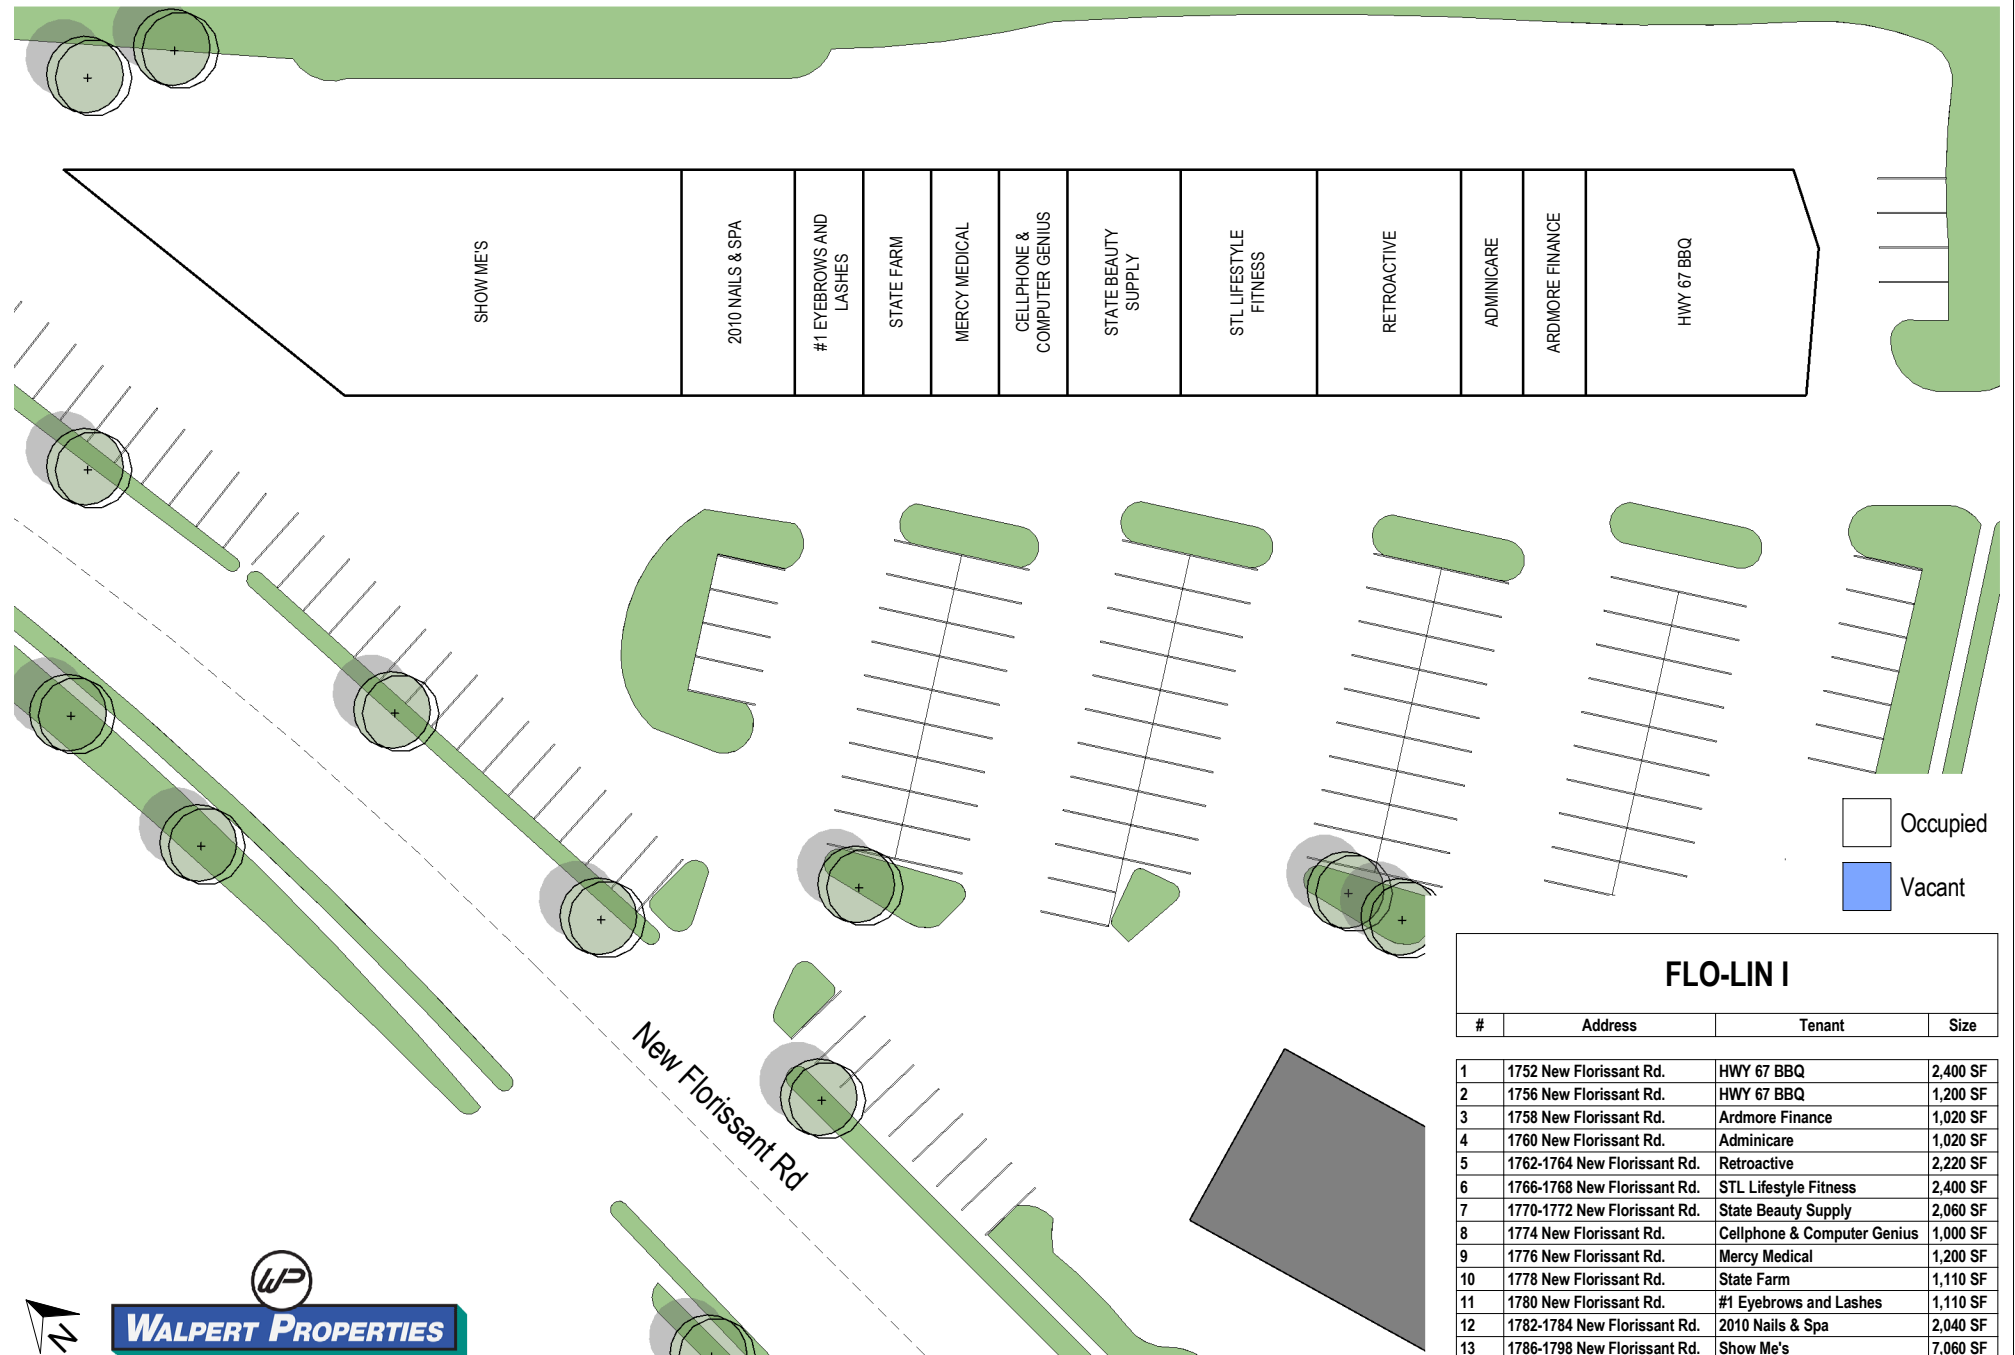 SHOW ME'S
2010 NAILS & SPA
#1 EYEBROWS AND
LASHES
STATE FARM
MERCY MEDICAL
CELLPHONE &
COMPUTER GENIUS
STATE BEAUTY
SUPPLY
STL LIFESTYLE
FITNESS
RETROACTIVE
ADMINICARE
ARDMORE FINANCE
HWY 67 BBQ
Occupied
Vacant
New Florissant Rd
FLO-LIN I
# Address Tenant Size
1 1752 New Florissant Rd. HWY 67 BBQ 2,400 SF
2 1756 New Florissant Rd. HWY 67 BBQ 1,200 SF
3 1758 New Florissant Rd. Ardmore Finance 1,020 SF
4 1760 New Florissant Rd. Adminicare 1,020 SF
5 1762-1764 New Florissant Rd. Retroactive 2,220 SF
6 1766-1768 New Florissant Rd. STL Lifestyle Fitness 2,400 SF
7 1770-1772 New Florissant Rd. State Beauty Supply 2,060 SF
8 1774 New Florissant Rd. Cellphone & Computer Genius 1,000 SF
9 1776 New Florissant Rd. Mercy Medical 1,200 SF
10 1778 New Florissant Rd. State Farm 1,110 SF
11 1780 New Florissant Rd. #1 Eyebrows and Lashes 1,110 SF
12 1782-1784 New Florissant Rd. 2010 Nails & Spa 2,040 SF
13 1786-1798 New Florissant Rd. Show Me's 7,060 SF
N
WP
WALPERT PROPERTIES